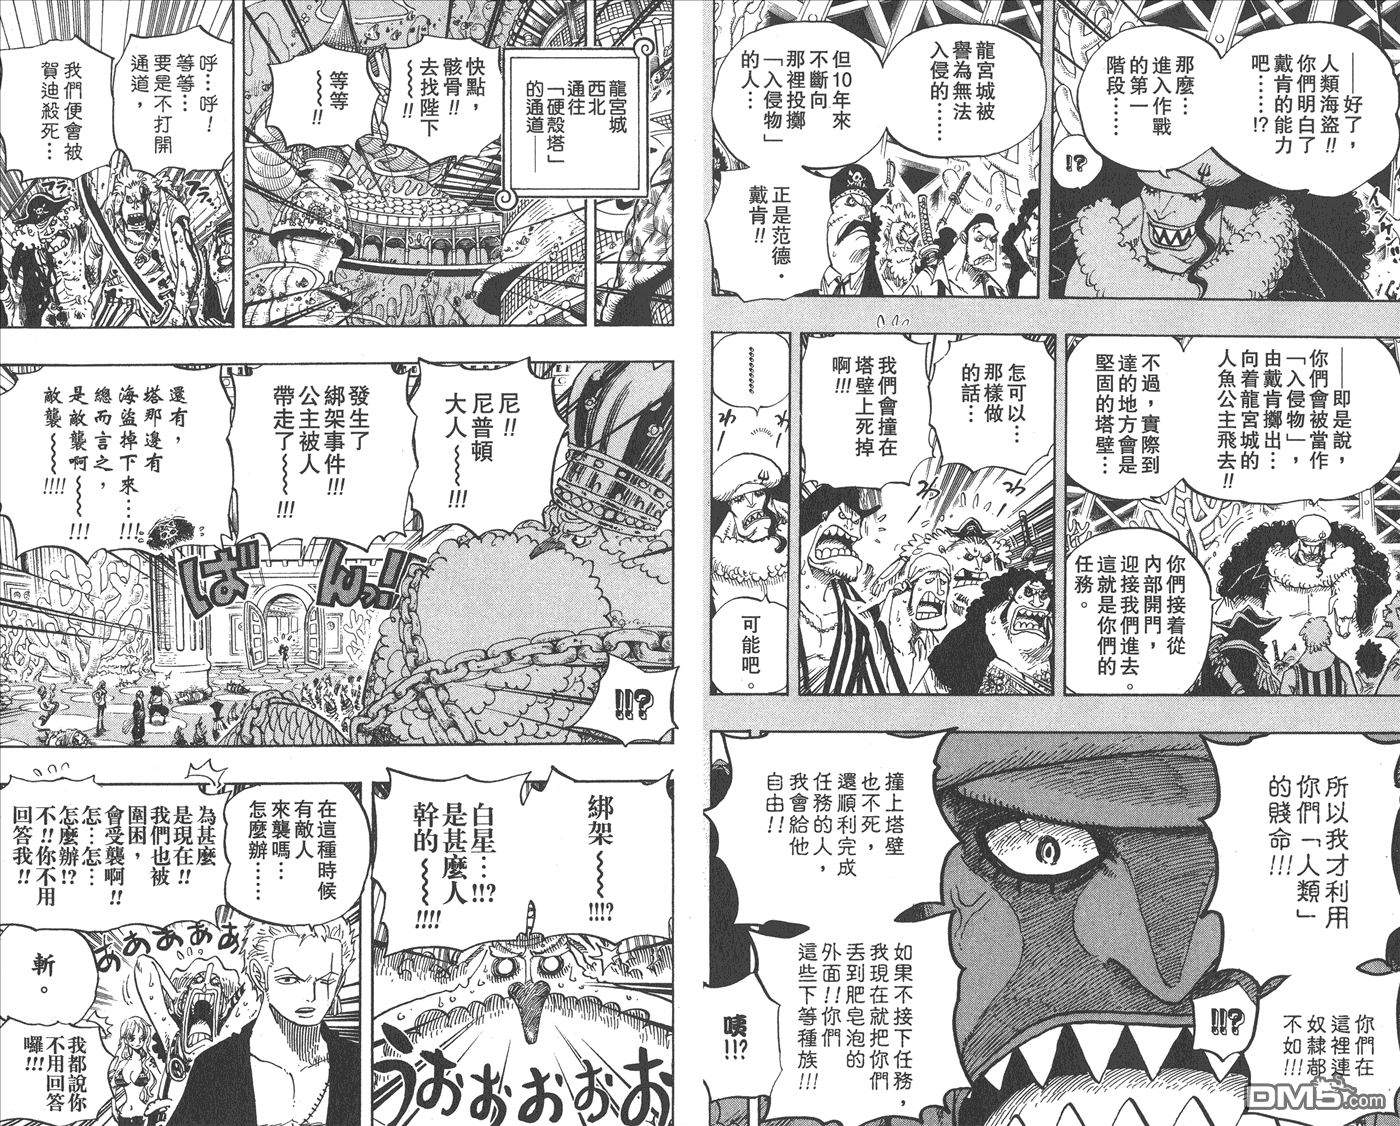 ——好了，
人類海盜!!
你們明白了
戴肯的能力
吧……!?
那麼…
進入作戰
的第一
階段……
!?
龍宮城被
譽為無法
入侵的……
但10年來
不斷向
那裡投擲
「入侵物」
的人…
正是范德．
戴肯!!
——即是說，
你們會被當作
「入侵物」，
由戴肯擲出…
向着龍宮城的
人魚公主飛去!!
不過，實際到
達的地方會是
堅固的塔壁…
你們接着從
內部開門，
迎接我們進去。
這就是你們的
任務。
怎可以…
那樣做
的話…
我們會撞在
塔壁上死掉
啊!!!
…………
可能吧。
所以我才利用
你們「人類」
的賤命!!!
撞上塔壁
也不死，
還順利完成
任務的人，
我會給他
自由!!
你們在
這裡連
奴隸都
不如!!!
!!?
如果不接下任務，
我現在就把你們
丟到肥皂泡的
外面!!你們
這些下等種族!!!
咦!!?
龍宮城
西北
通往
「硬殼塔」
的通道——
快點，
骸骨!!
去找陛下
～～!!
等等
～～!!
呼…呼！
等等…
要是不打開
通道，
我們便會被
賀迪殺死…
フラ
フラ
尼!!
尼普頓
大人～～!!!
發生了
綁架事件!!!
公主被人
帶走了～～!!!
還有，
塔那邊有
海盜掉下來…!!!
總而言之，
是敵襲啊～～!!!
敵襲～～!!!!
ばんっ!!
!!!?
綁架…
～～
!!!?
白星…!!?
是甚麼人
幹的～～!!!!
うおおおおおお
在這種時候
有敵人
來襲嗎…
怎麼辦……
為甚麼
是現在!!
我們也被
圍困，
會受襲啊!!
怎…怎…
怎麼辦!?
不!!你不用
回答我!!
ああああぁ
斬。
我都說你
不用回答
囉!!!
DM5.com